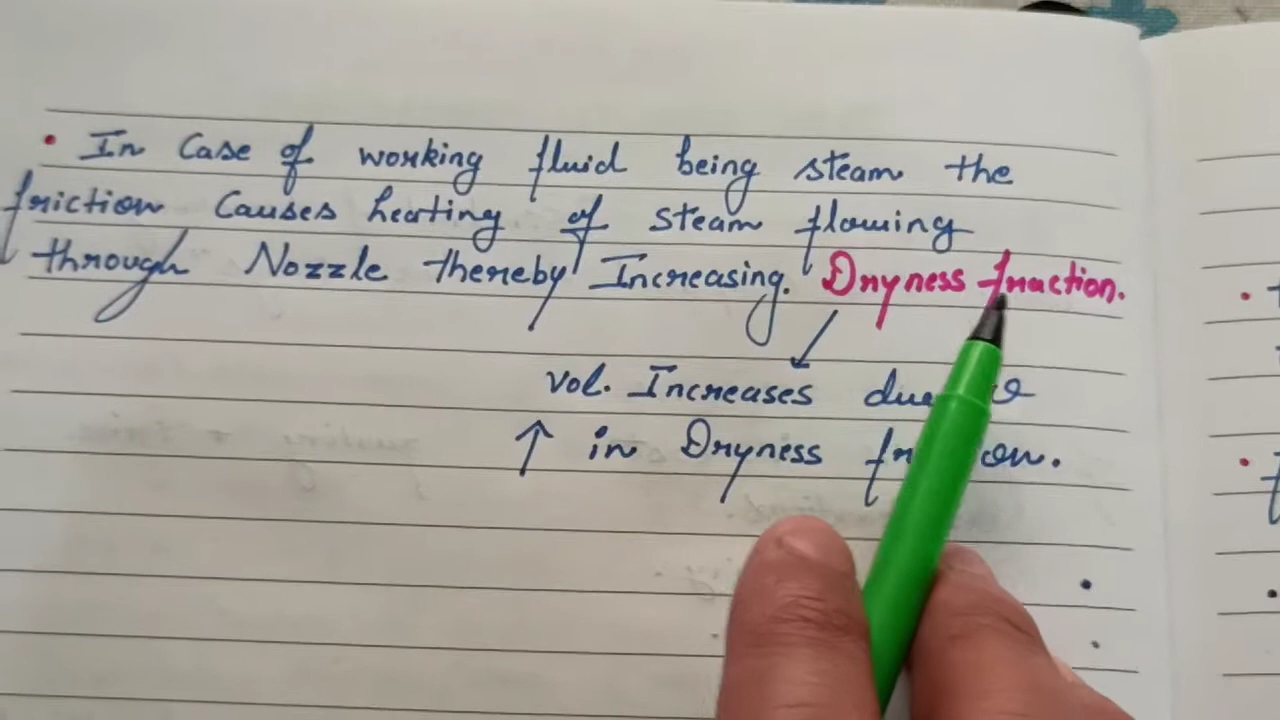 • In Case of working fluid being steam the
friction Causes heating of steam flowing
through Nozzle thereby Increasing. Dryness fraction.
vol. Increases due
↑ in Dryness